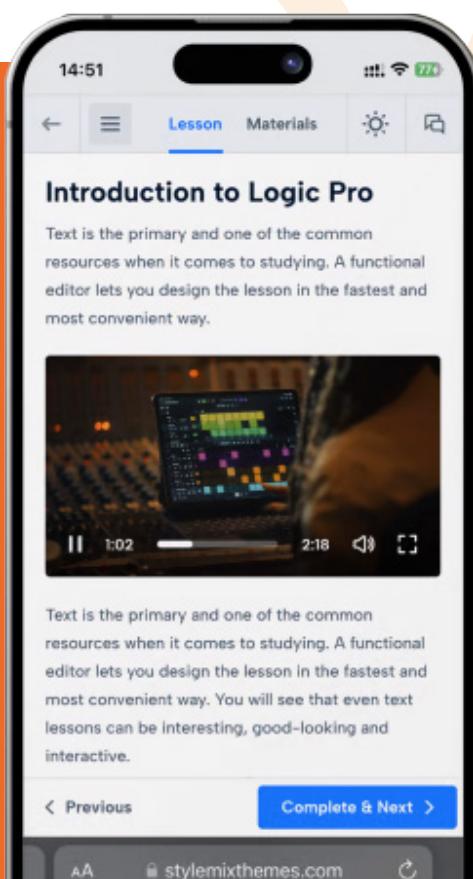 14:51
77
Lesson Materials
Introduction to Logic Pro
Text is the primary and one of the common
resources when it comes to studying. A functional
editor lets you design the lesson in the fastest and
most convenient way.
1:02 2:18
Text is the primary and one of the common
resources when it comes to studying. A functional
editor lets you design the lesson in the fastest and
most convenient way. You will see that even text
lessons can be interesting, good-looking and
interactive.
Previous Complete & Next
AA stylemixthemes.com